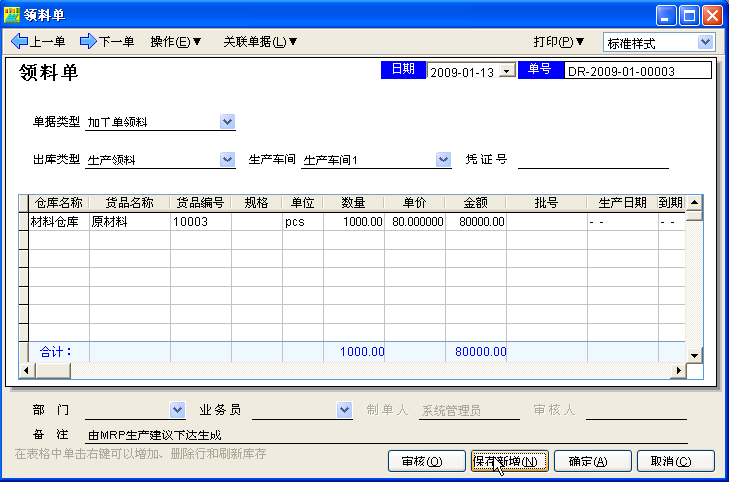 领料单
上一单 下一单 操作(E)▼ 关联单据(L)▼ 打印(P)▼ 标准样式
领料单 日期 2009-01-13 单号 DR-2009-01-00003
单据类型 加工单领料
出库类型 生产领料 生产车间 生产车间1 凭证号
仓库名称 货品名称 货品编号 规格 单位 数量 单价 金额 批号 生产日期 到期
材料仓库 原材料 10003 pcs 1000.00 80.000000 80000.00 - - - -
合计： 1000.00 80000.00
部 门 业务员 制单人 系统管理员 审核人
备 注 由MRP生产建议下达生成
在表格中单击右键可以增加、删除行和刷新库存
审核(O) 保存新增(N) 确定(A) 取消(C)